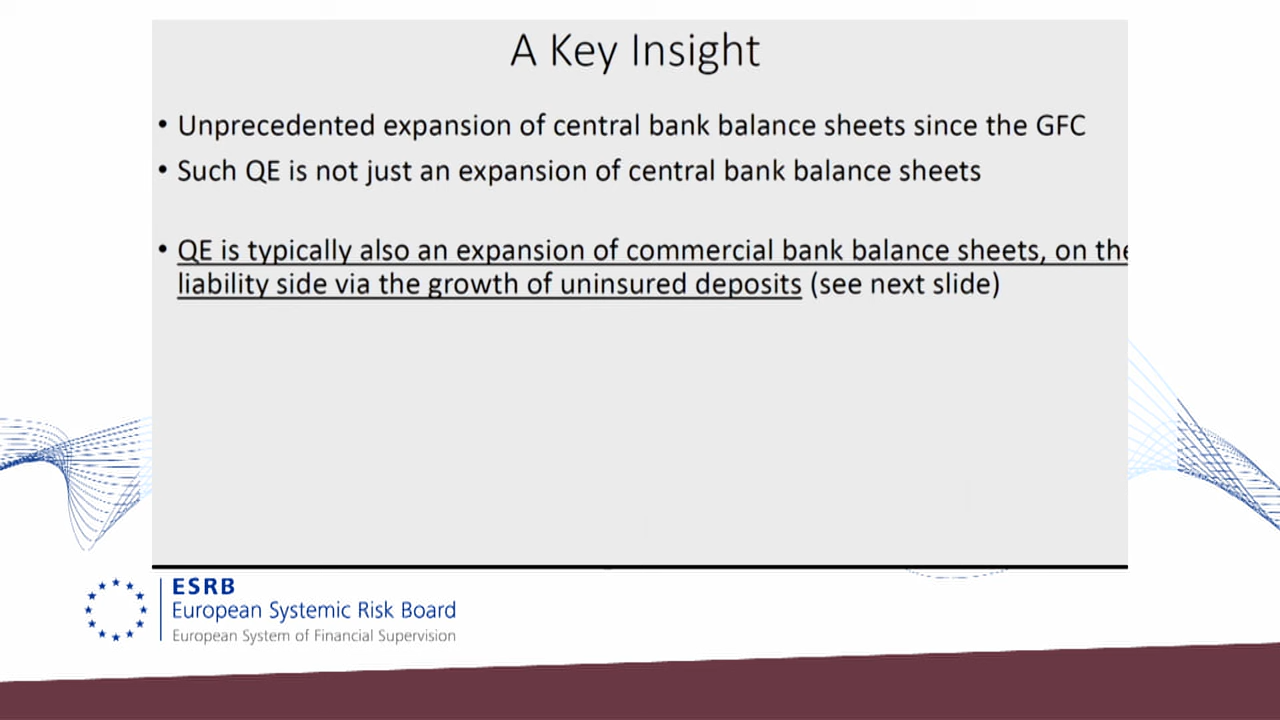 A Key Insight
• Unprecedented expansion of central bank balance sheets since the GFC
• Such QE is not just an expansion of central bank balance sheets
• QE is typically also an expansion of commercial bank balance sheets, on the
liability side via the growth of uninsured deposits (see next slide)
ESRB
European Systemic Risk Board
European System of Financial Supervision